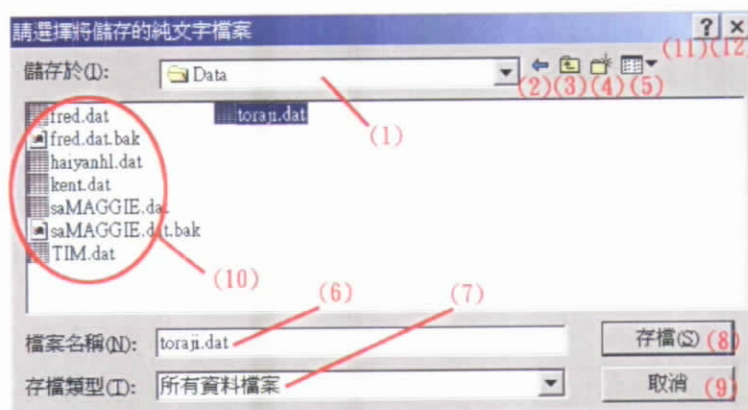 請選擇將儲存的純文字檔案 ? ×
(11)(12)
儲存於(I): Data
(2)(3)(4)(5)
fred.dat toraji.dat
(1)
fred.dat.bak
haiyanhl.dat
kent.dat
saMAGGIE.dat
saMAGGIE.dat.bak
TIM.dat
(10) (6) (7)
檔案名稱(N): toraji.dat 存檔(S) (8)
存檔類型(T): 所有資料檔案 取消 (9)